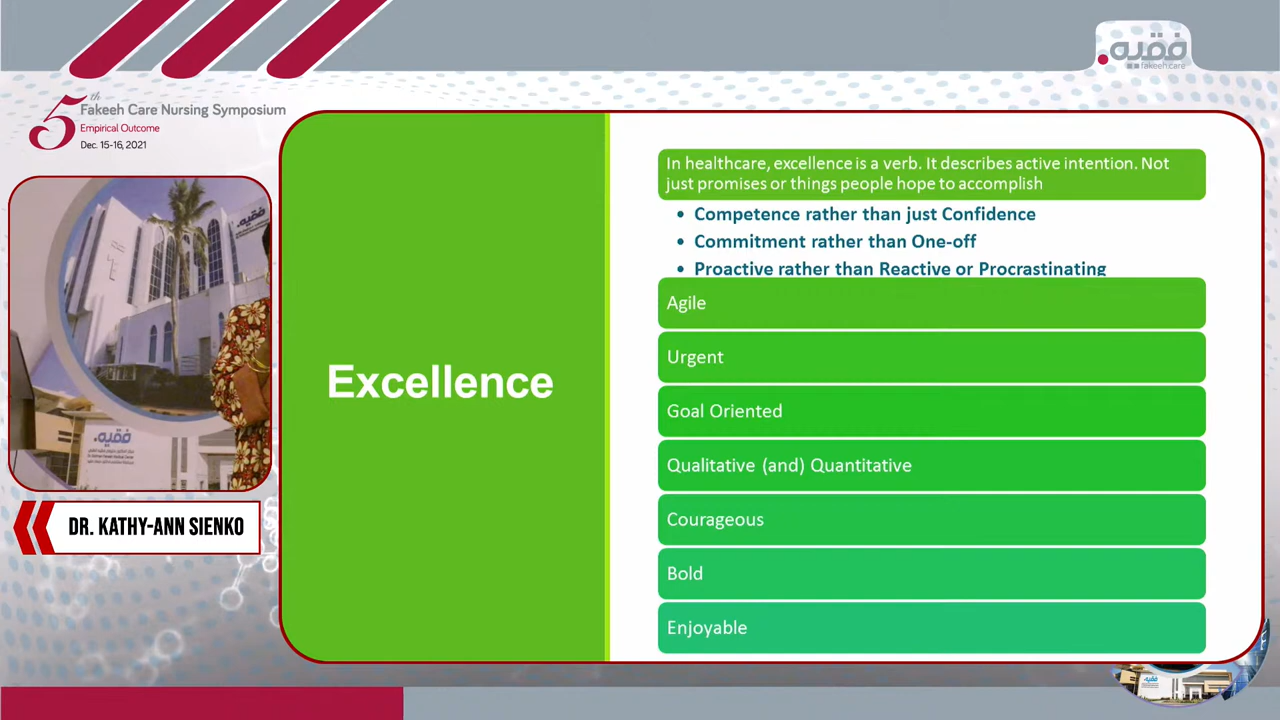 فقيه
fakeeh.care
5th
Fakeeh Care Nursing Symposium
Empirical Outcome
Dec. 15-16, 2021
In healthcare, excellence is a verb. It describes active intention. Not
just promises or things people hope to accomplish
• Competence rather than just Confidence
• Commitment rather than One-off
• Proactive rather than Reactive or Procrastinating
Excellence
Agile
Urgent
Goal Oriented
Qualitative (and) Quantitative
Courageous
Bold
Enjoyable
فقيه
فقيه
DR. KATHY-ANN SIENKO
فقيه